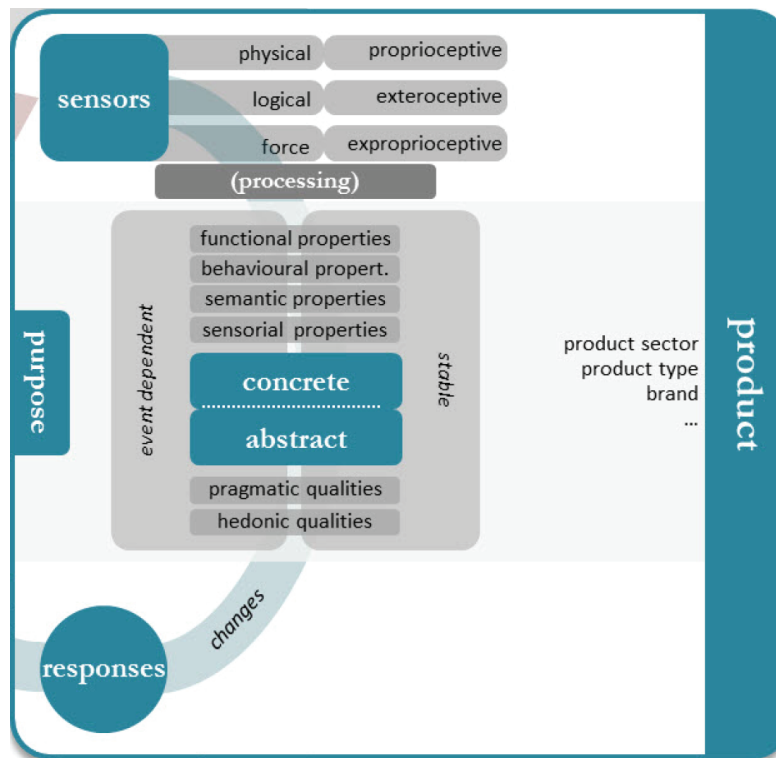 sensors
physical proprioceptive
logical exteroceptive
force exproprioceptive
(processing)
functional properties
behavioural propert.
semantic properties
sensorial properties
concrete
abstract
pragmatic qualities
hedonic qualities
event dependent
stable
purpose
product sector
product type
brand
...
product
changes
responses